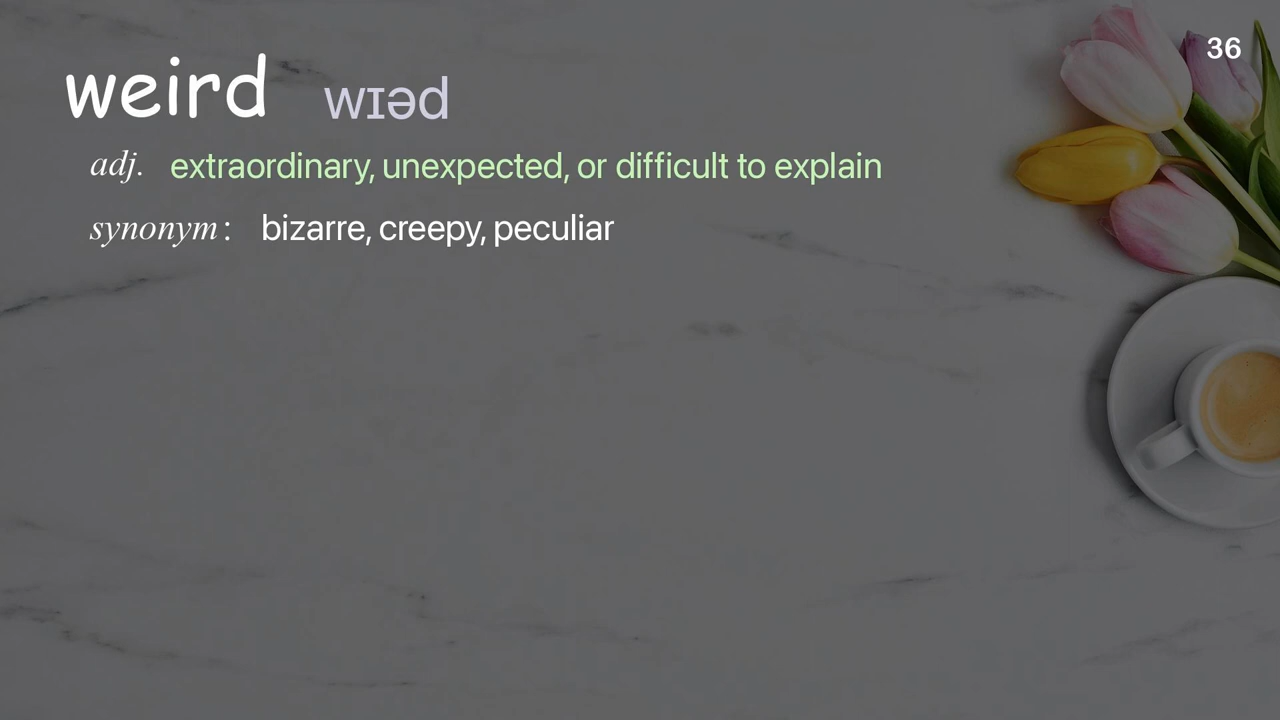 36
weird wɪəd
adj. extraordinary, unexpected, or difficult to explain
synonym : bizarre, creepy, peculiar